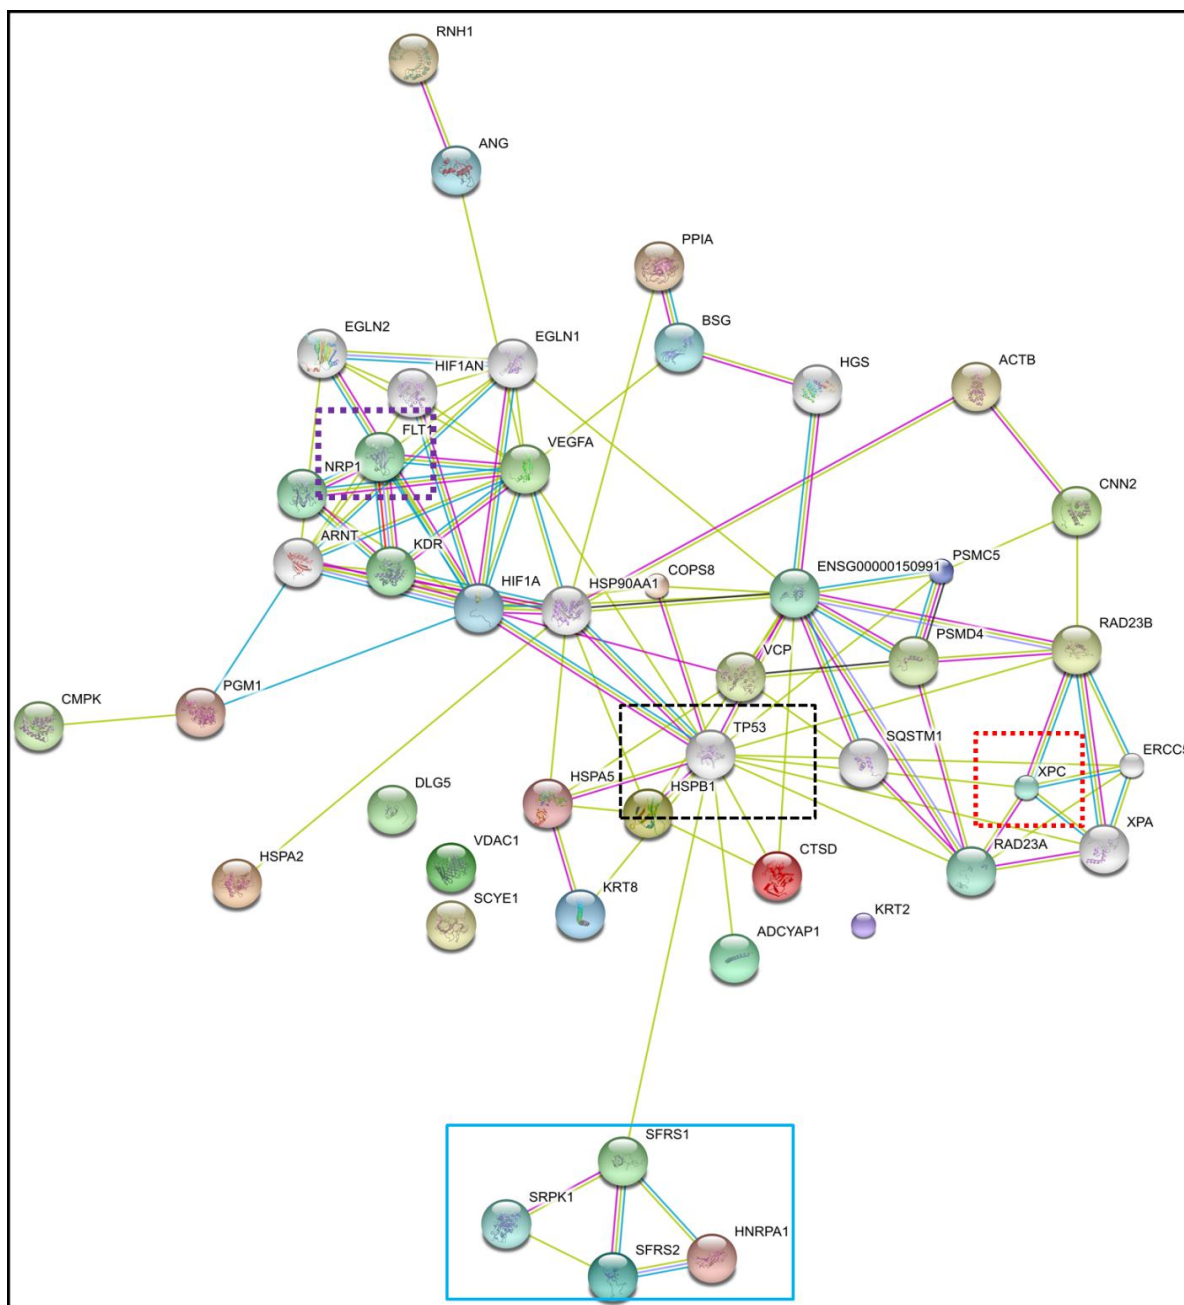 RNH1
ANG
PPIA
BSG
EGLN2
EGLN1
HIF1AN
HGS
ACTB
FLT1
VEGFA
NRP1
CNN2
ARNT
KDR
PSMC5
COPS8
ENSG00000150991
HIF1A
HSP90AA1
RAD23B
PSMD4
VCP
PGM1
CMPK
TP53
SQSTM1
ERCC5
XPC
HSPA5
HSPB1
DLG5
XPA
VDAC1
CTSD
RAD23A
HSPA2
KRT8
SCYE1
KRT2
ADCYAP1
SFRS1
SRPK1
HNRPA1
SFRS2